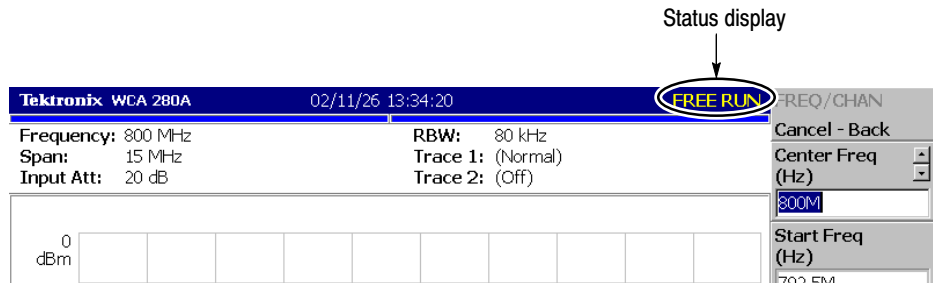 Status display
Tektronix WCA 280A 02/11/26 13:34:20 FREE RUN
FREQ/CHAN
Cancel - Back
Frequency: 800 MHz RBW: 80 kHz
Span: 15 MHz Trace 1: (Normal)
Input Att: 20 dB Trace 2: (Off)
Center Freq
(Hz)
800M
0
dBm
Start Freq
(Hz)